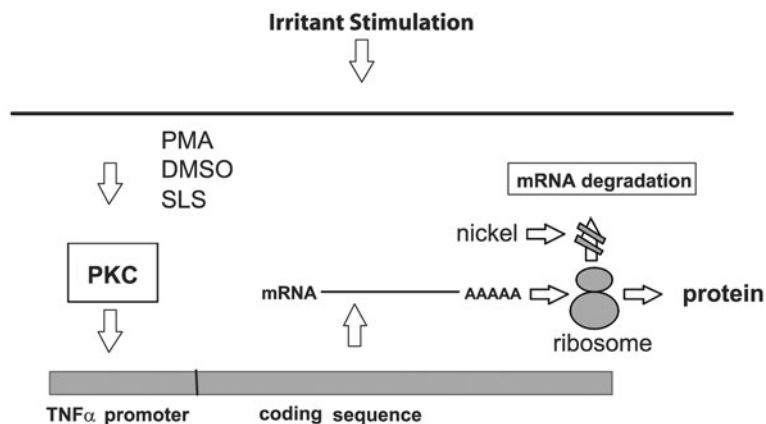 Irritant Stimulation
PMA
DMSO
SLS
mRNA degradation
nickel
PKC
mRNA
AAAAA
protein
ribosome
TNFα promoter
coding sequence